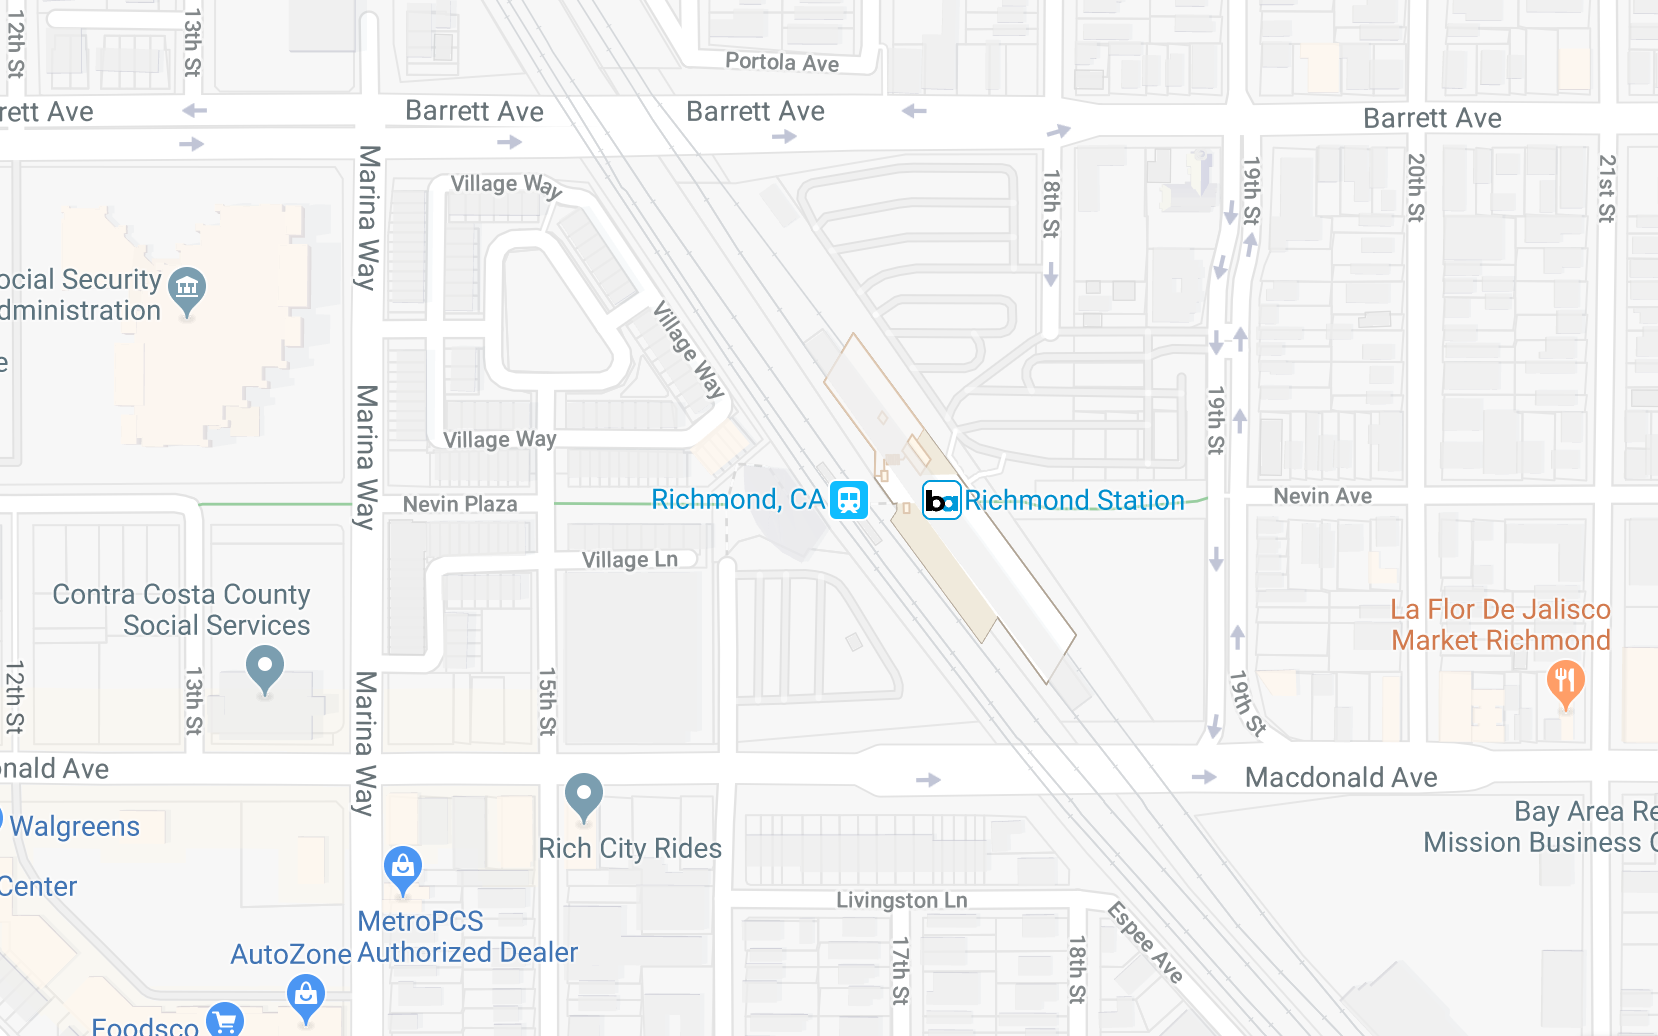 12th St
13th St
Portola Ave
rett Ave
Barrett Ave
Barrett Ave
Barrett Ave
Marina Way
Village Way
18th St
19th St
20th St
21st St
ocial Security
dministration
e
Village Way
Marina Way
19th St
Village Way
Nevin Plaza
Richmond, CA
ba
Richmond Station
Nevin Ave
Village Ln
Contra Costa County
Social Services
La Flor De Jalisco
Market Richmond
12th St
13th St
Marina Way
15th St
19th St
nald Ave
Macdonald Ave
Walgreens
Rich City Rides
Bay Area Re
Mission Business C
Center
Livingston Ln
MetroPCS
Authorized Dealer
AutoZone
17th St
18th St
Espee Ave
Foodsco